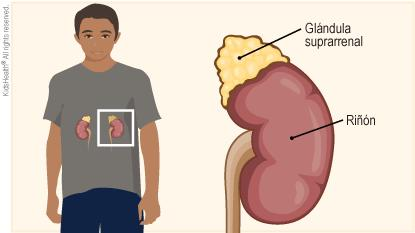 KidsHealth® All rights reserved.
Glándula
suprarrenal
Riñón